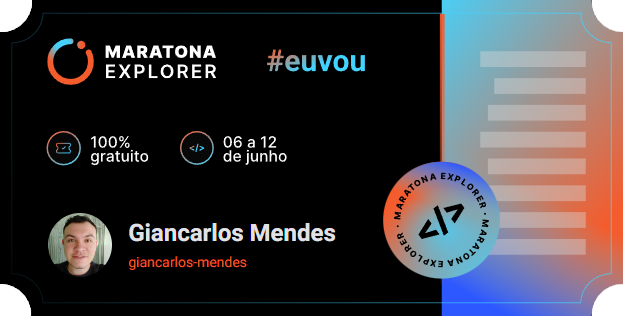 MARATONA
EXPLORER
#euvou
100%
gratuito
</>
06 a 12
de junho
Giancarlos Mendes
giancarlos-mendes
MARATONA EXPLORER · MARATONA EXPLORER ·
</>